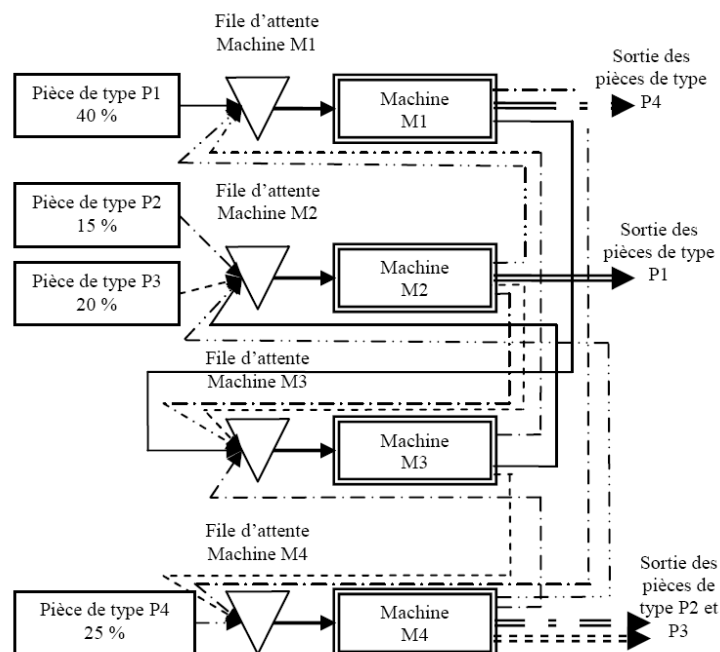 File d'attente
Machine M1
Sortie des
pièces de type
P4
Pièce de type P1
40 %
Machine
M1
Pièce de type P2
15 %
File d'attente
Machine M2
Sortie des
pièces de type
P1
Pièce de type P3
20 %
Machine
M2
File d'attente
Machine M3
Machine
M3
File d'attente
Machine M4
Sortie des
pièces de
type P2 et
P3
Pièce de type P4
25 %
Machine
M4